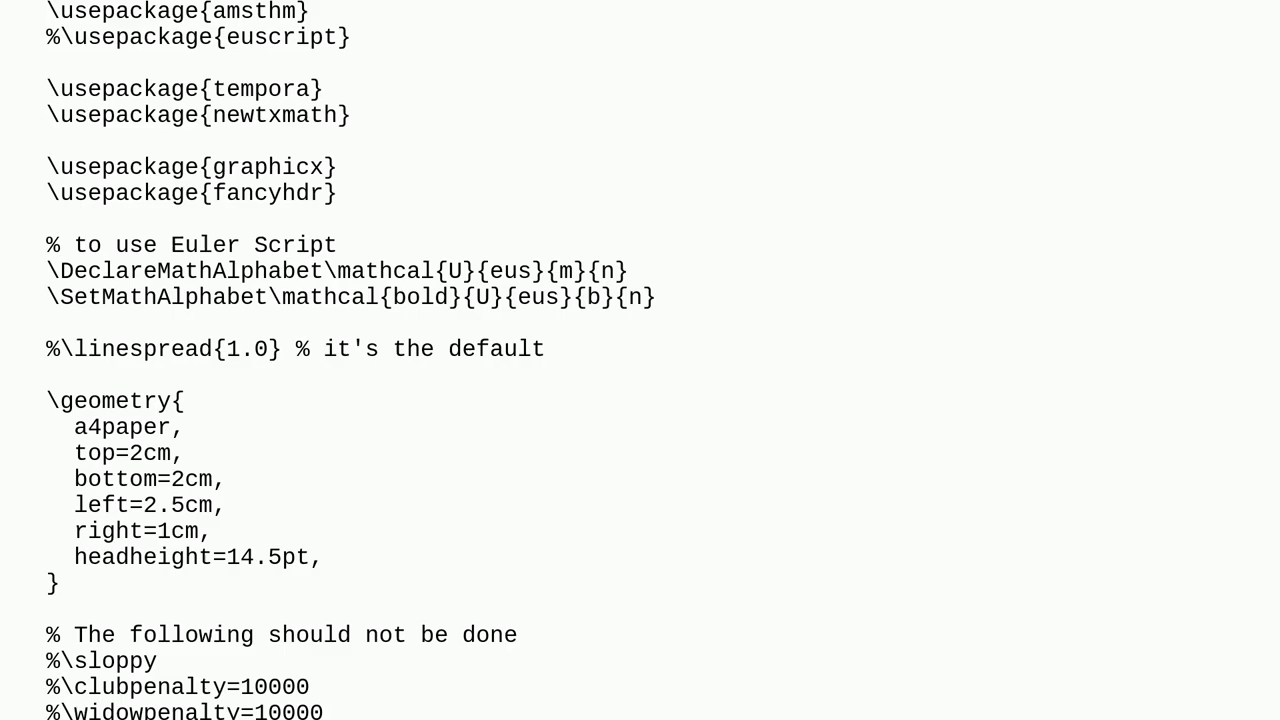 \usepackage{amsthm}
%\usepackage{euscript}
\usepackage{tempora}
\usepackage{newtxmath}
\usepackage{graphicx}
\usepackage{fancyhdr}
% to use Euler Script
\DeclareMathAlphabet\mathcal{U}{eus}{m}{n}
\SetMathAlphabet\mathcal{bold}{U}{eus}{b}{n}
%\linespread{1.0} % it's the default
\geometry{
  a4paper,
  top=2cm,
  bottom=2cm,
  left=2.5cm,
  right=1cm,
  headheight=14.5pt,
}
% The following should not be done
%\sloppy
%\clubpenalty=10000
%\widowpenalty=10000